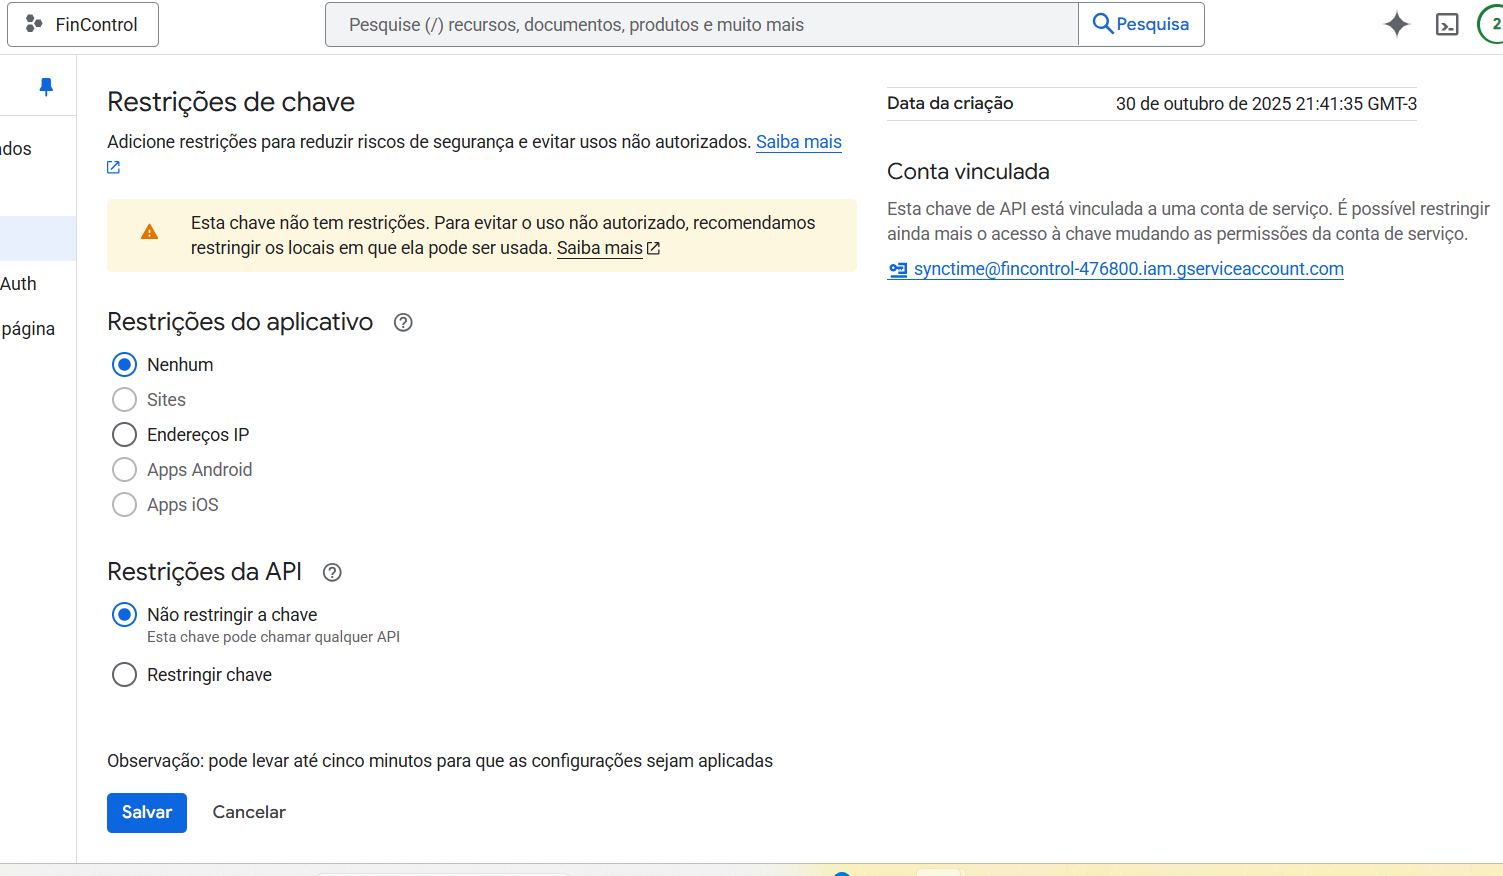 FinControl
Pesquise (/) recursos, documentos, produtos e muito mais
Pesquisa
2
dos
Auth
página
Restrições de chave
Adicione restrições para reduzir riscos de segurança e evitar usos não autorizados. Saiba mais
Esta chave não tem restrições. Para evitar o uso não autorizado, recomendamos
restringir os locais em que ela pode ser usada. Saiba mais
Restrições do aplicativo
Nenhum
Sites
Endereços IP
Apps Android
Apps iOS
Restrições da API
Não restringir a chave
Esta chave pode chamar qualquer API
Restringir chave
Observação: pode levar até cinco minutos para que as configurações sejam aplicadas
Salvar
Cancelar
Data da criação
30 de outubro de 2025 21:41:35 GMT-3
Conta vinculada
Esta chave de API está vinculada a uma conta de serviço. É possível restringir
ainda mais o acesso à chave mudando as permissões da conta de serviço.
synctime@fincontrol-476800.iam.gserviceaccount.com